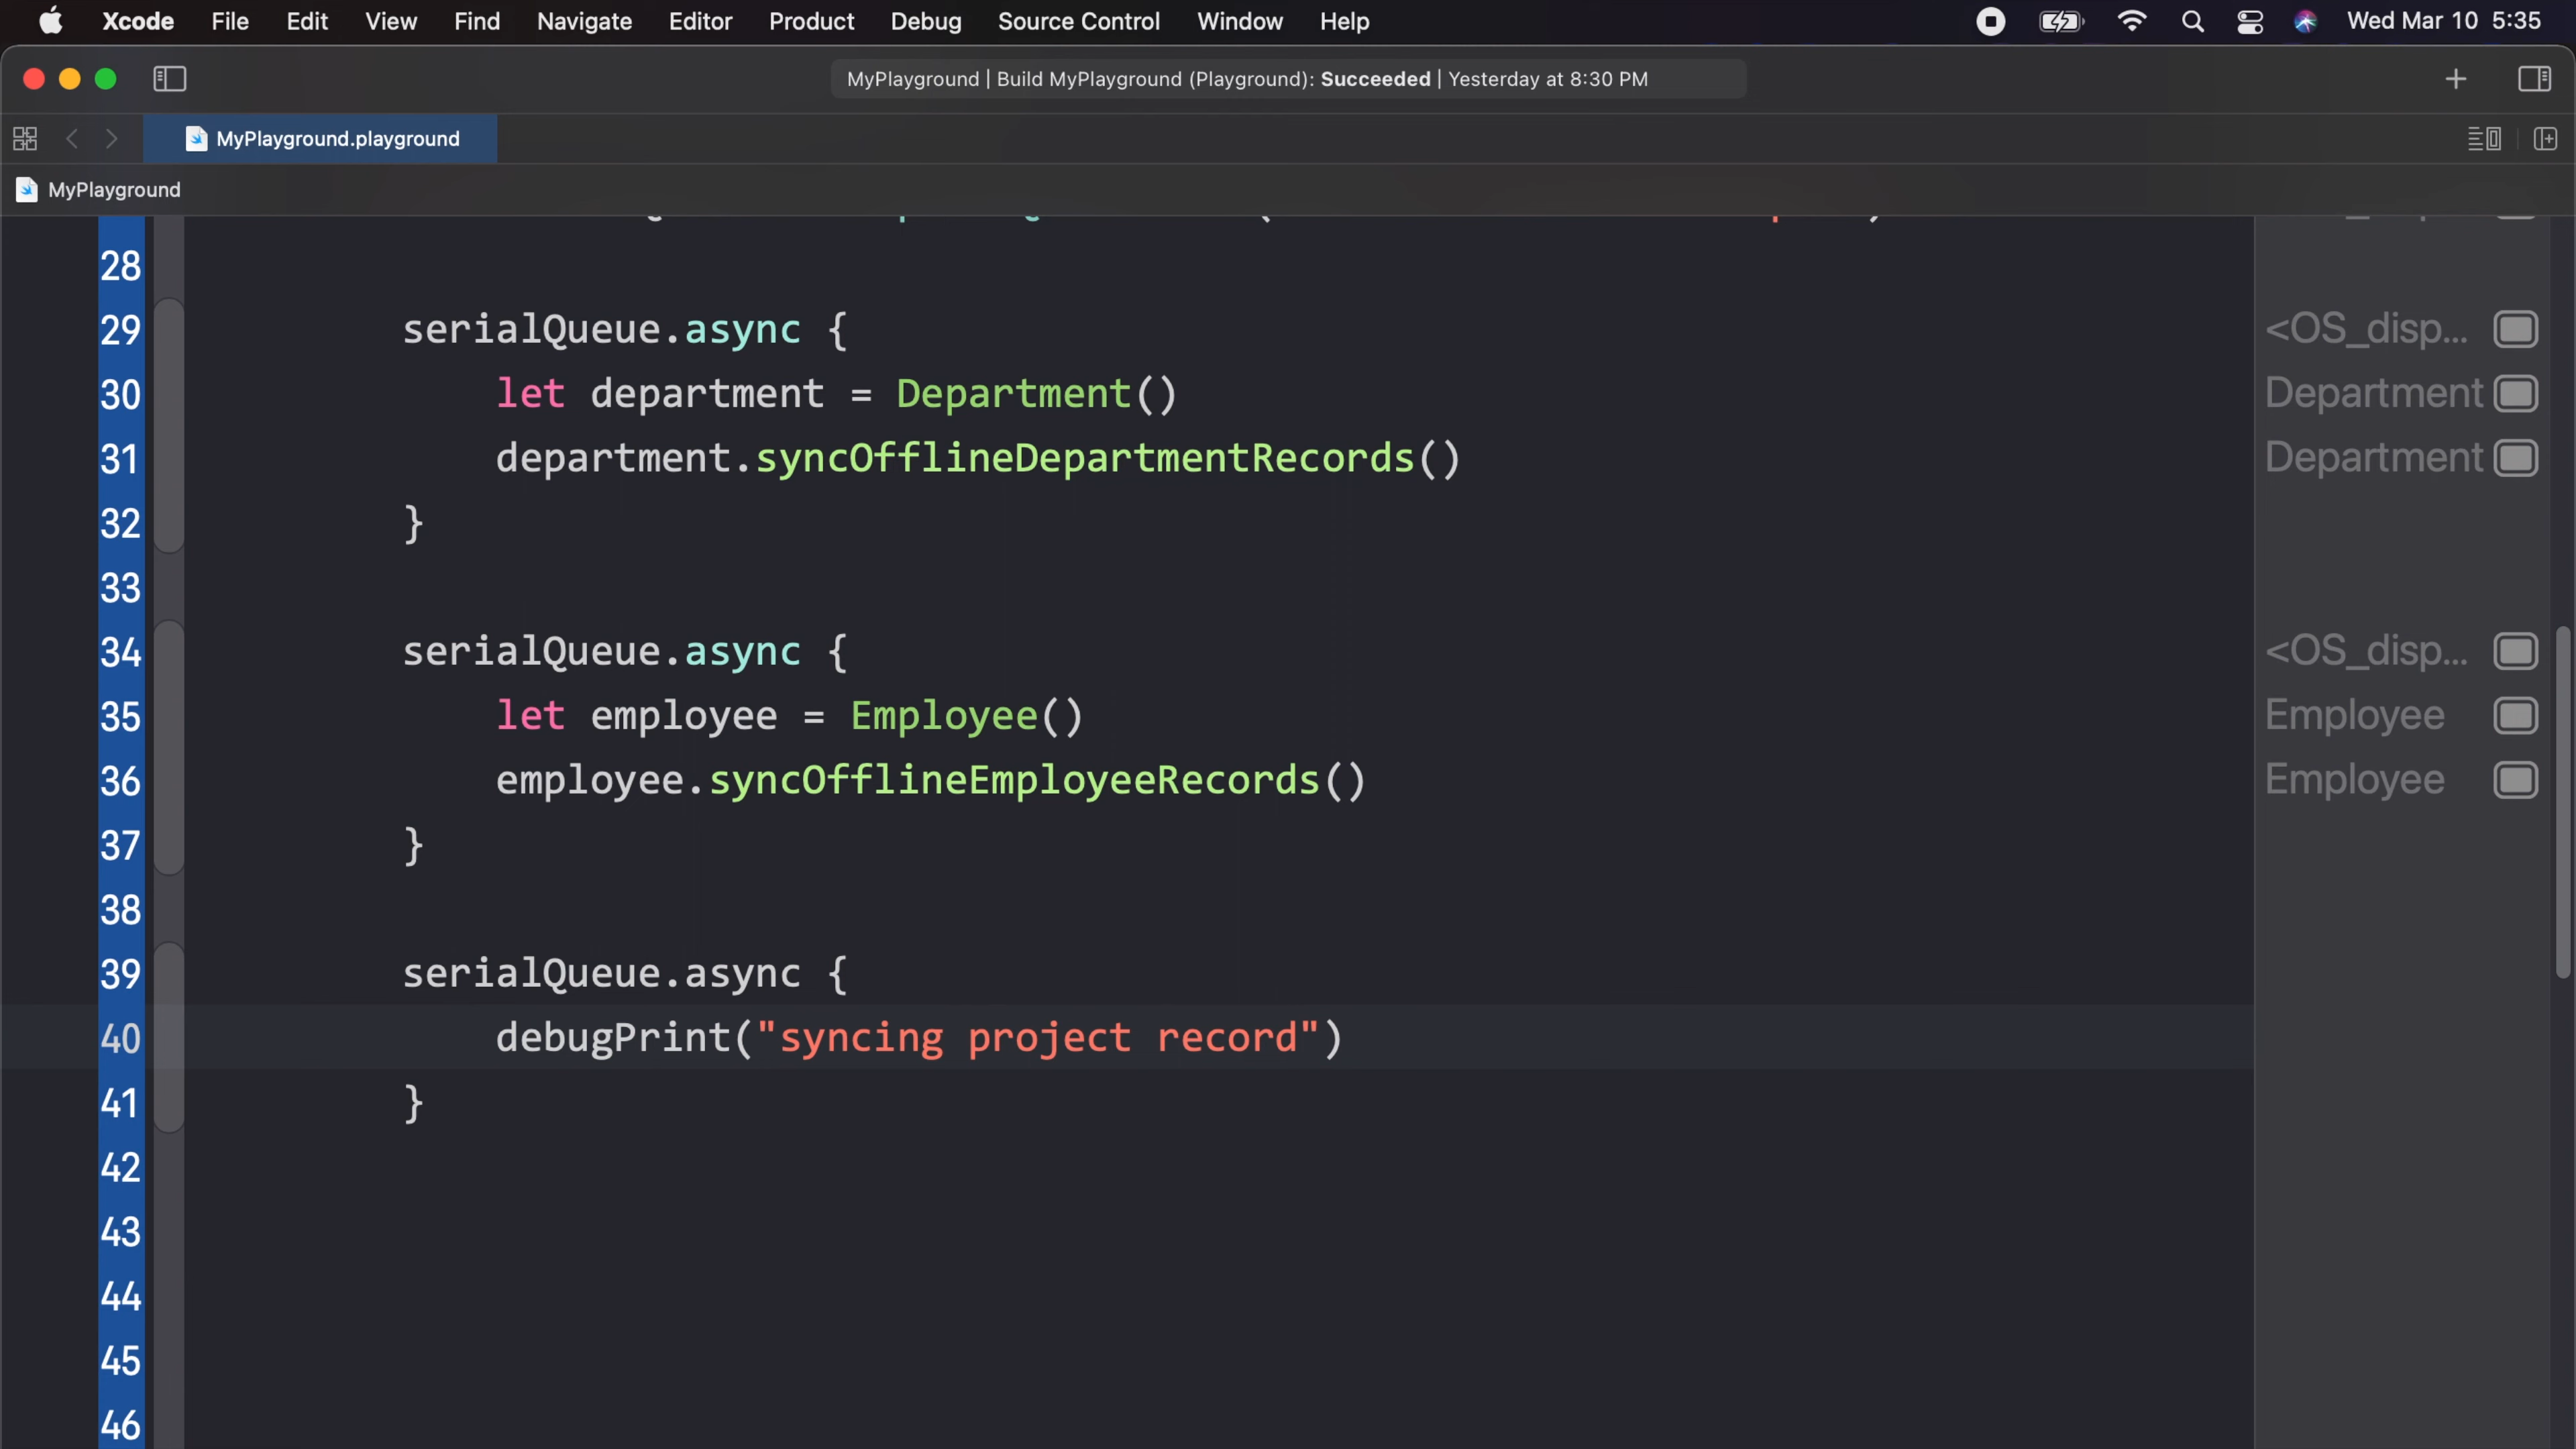 Xcode File Edit View Find Navigate Editor Product Debug Source Control Window Help Wed Mar 10 5:35
MyPlayground | Build MyPlayground (Playground): Succeeded | Yesterday at 8:30 PM
MyPlayground.playground
MyPlayground
28
29 serialQueue.async { <OS_disp...
30 let department = Department() Department
31 department.syncOfflineDepartmentRecords() Department
32 }
33
34 serialQueue.async { <OS_disp...
35 let employee = Employee() Employee
36 employee.syncOfflineEmployeeRecords() Employee
37 }
38
39 serialQueue.async {
40 debugPrint("syncing project record")
41 }
42
43
44
45
46